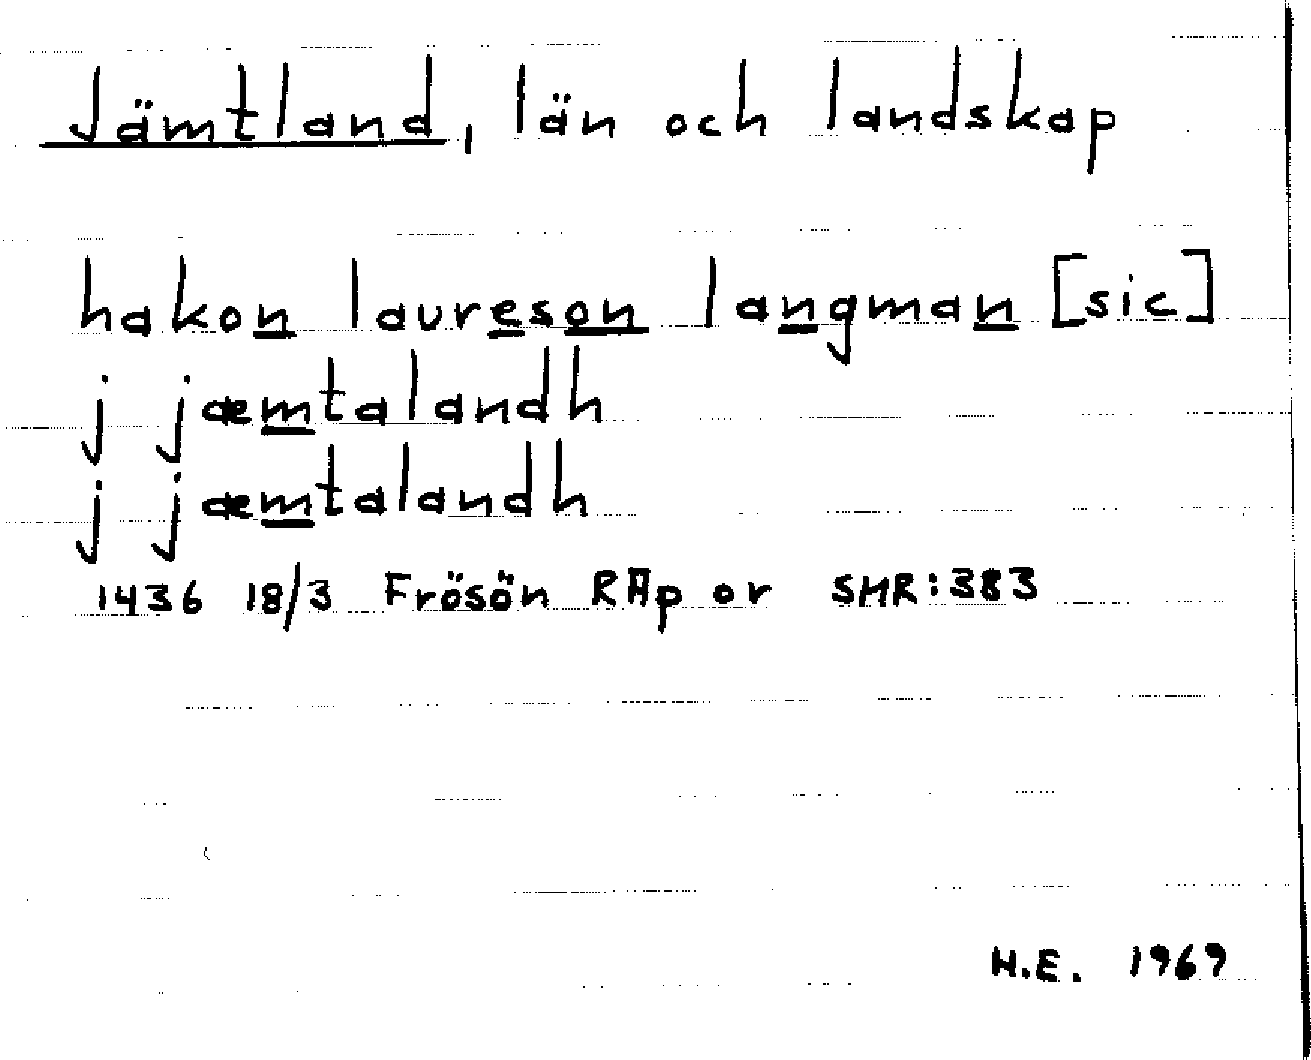 Jämtland, län och landskap
hakon laureson langman [sic]
j jæmtalandh
j jæmtalandh
1436 18/3 Frösön RAp or SMR:383
H.E. 1969